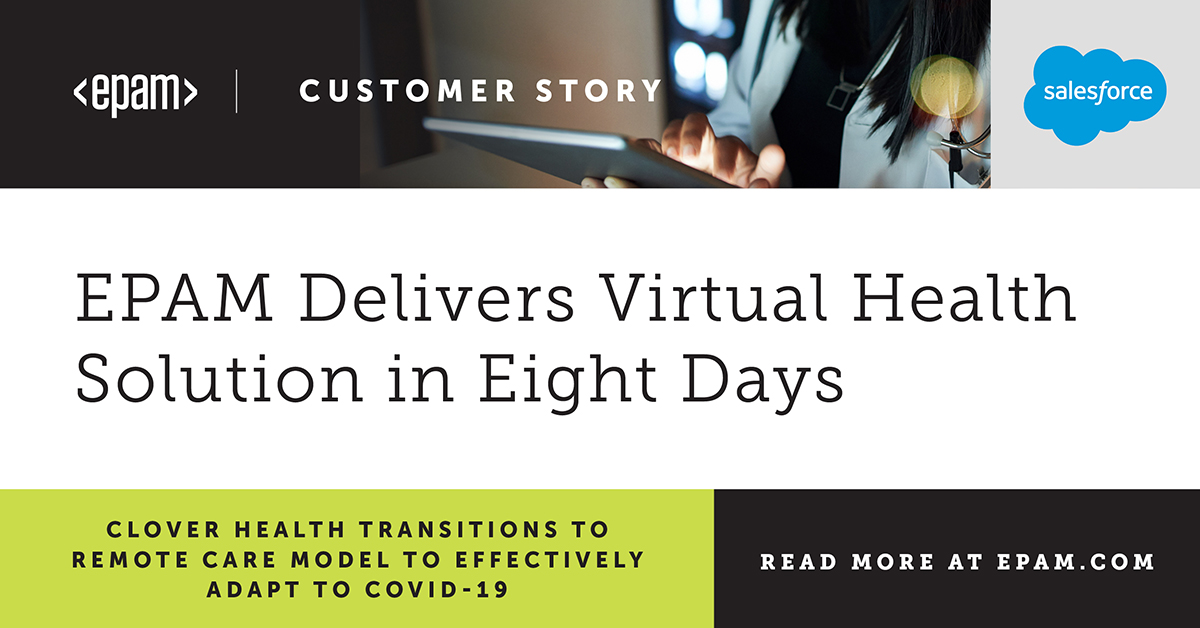 <epam>
CUSTOMER STORY
salesforce
EPAM Delivers Virtual Health
Solution in Eight Days
CLOVER HEALTH TRANSITIONS TO
REMOTE CARE MODEL TO EFFECTIVELY
ADAPT TO COVID-19
READ MORE AT EPAM.COM